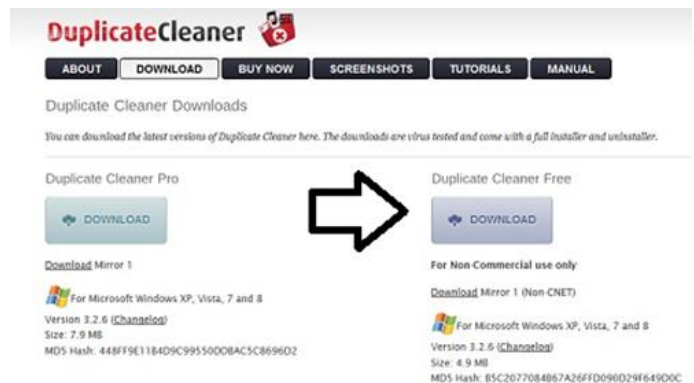 DuplicateCleaner
ABOUT DOWNLOAD BUY NOW SCREENSHOTS TUTORIALS MANUAL
Duplicate Cleaner Downloads
You can download the latest versions of Duplicate Cleaner here. The downloads are virus tested and come with a full installer and uninstaller.
Duplicate Cleaner Pro
DOWNLOAD
Download Mirror 1
For Microsoft Windows XP, Vista, 7 and 8
Version 3.2.6 (Changelog)
Size: 7.9 MB
MD5 Hash:
Duplicate Cleaner Free
DOWNLOAD
For Non-Commercial use only
Download Mirror 1 (Non-CNET)
For Microsoft Windows XP, Vista, 7 and 8
Version 3.2.6 (Changelog)
Size: 4.9 MB
MD5 Hash: